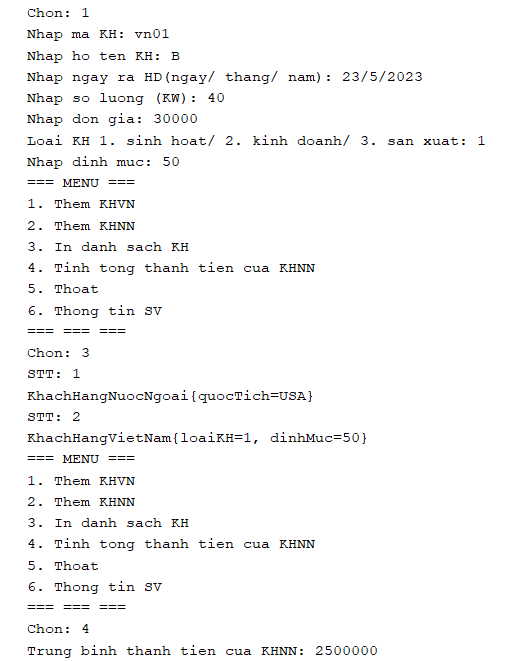 Chon: 1
Nhap ma KH: vn01
Nhap ho ten KH: B
Nhap ngay ra HD(ngay/ thang/ nam): 23/5/2023
Nhap so luong (KW): 40
Nhap don gia: 30000
Loai KH 1. sinh hoat/ 2. kinh doanh/ 3. san xuat: 1
Nhap dinh muc: 50
=== MENU ===
1. Them KHVN
2. Them KHNN
3. In danh sach KH
4. Tinh tong thanh tien cua KHNN
5. Thoat
6. Thong tin SV
=== === ===
Chon: 3
STT: 1
KhachHangNuocNgoai{quocTich=USA}
STT: 2
KhachHangVietNam{loaiKH=1, dinhMuc=50}
=== MENU ===
1. Them KHVN
2. Them KHNN
3. In danh sach KH
4. Tinh tong thanh tien cua KHNN
5. Thoat
6. Thong tin SV
=== === ===
Chon: 4
Trung binh thanh tien cua KHNN: 2500000